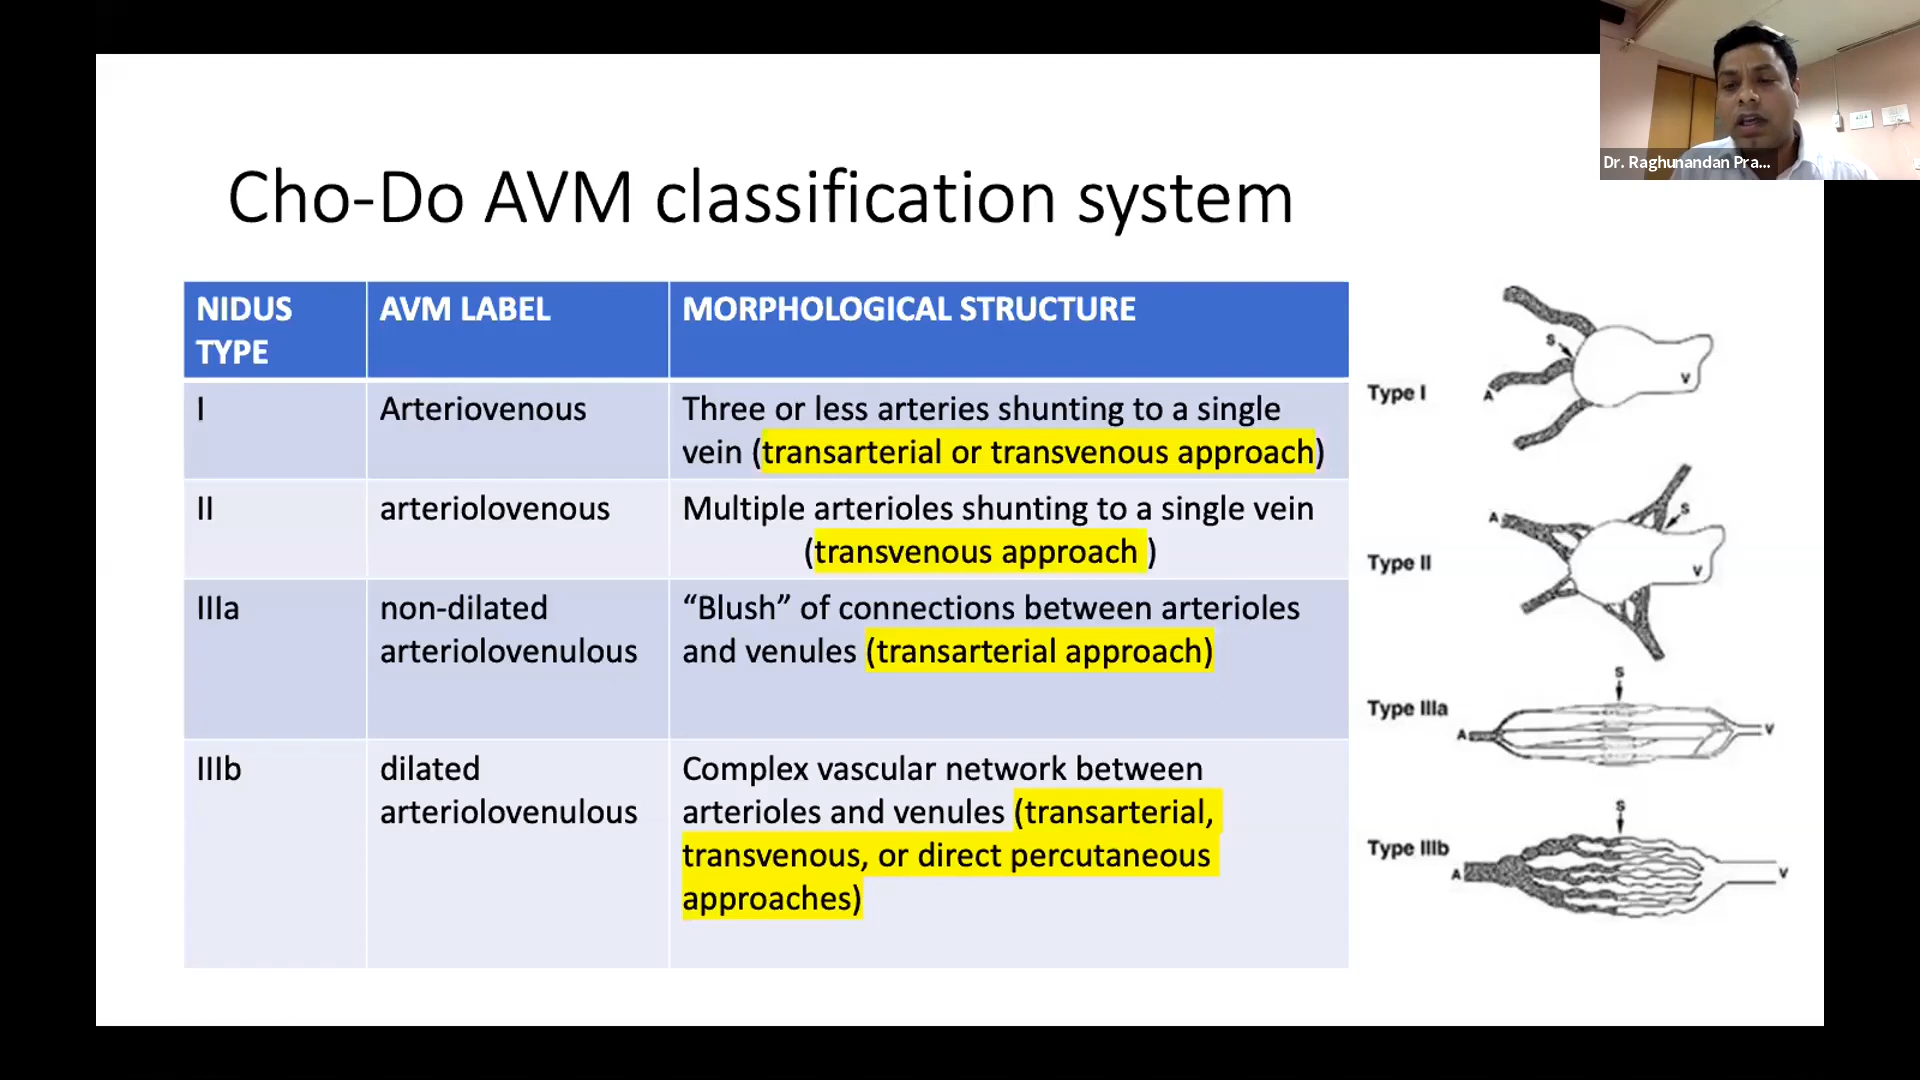 Dr. Raghunandan Pra...
Cho-Do AVM classification system
NIDUS TYPE
AVM LABEL
MORPHOLOGICAL STRUCTURE
I
Arteriovenous
Three or less arteries shunting to a single
vein (transarterial or transvenous approach)
II
arteriolovenous
Multiple arterioles shunting to a single vein
(transvenous approach )
IIIa
non-dilated
arteriolovenulous
“Blush” of connections between arterioles
and venules (transarterial approach)
IIIb
dilated
arteriolovenulous
Complex vascular network between
arterioles and venules (transarterial,
transvenous, or direct percutaneous
approaches)
Type I
S
A
V
Type II
A
S
V
Type IIIa
S
A
V
Type IIIb
S
A
V